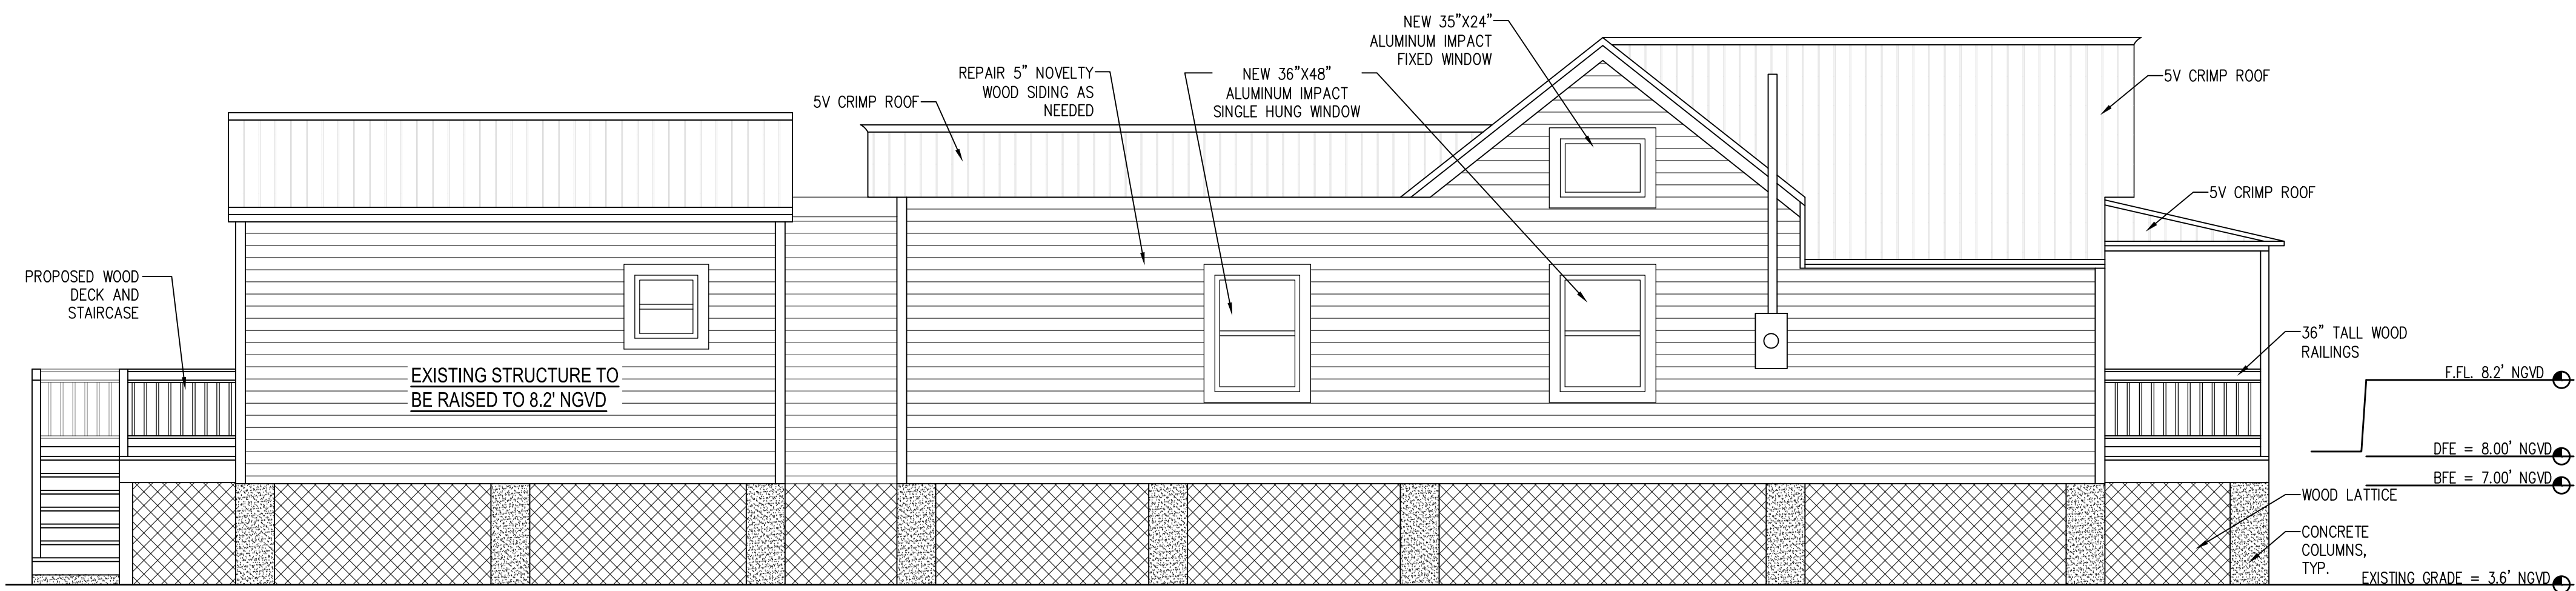 NEW 35"X24"
ALUMINUM IMPACT
FIXED WINDOW
REPAIR 5" NOVELTY
WOOD SIDING AS
NEEDED
NEW 36"X48"
ALUMINUM IMPACT
SINGLE HUNG WINDOW
5V CRIMP ROOF
5V CRIMP ROOF
5V CRIMP ROOF
PROPOSED WOOD
DECK AND
STAIRCASE
EXISTING STRUCTURE TO
BE RAISED TO 8.2' NGVD
36" TALL WOOD
RAILINGS
F.FL. 8.2' NGVD
DFE = 8.00' NGVD
BFE = 7.00' NGVD
WOOD LATTICE
CONCRETE
COLUMNS,
TYP.
EXISTING GRADE = 3.6' NGVD